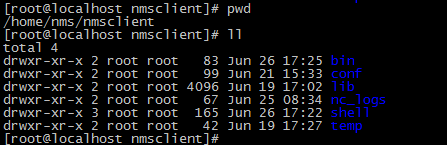 [root@localhost nmsclient]# pwd
/home/nms/nmsclient
[root@localhost nmsclient]# ll
total 4
drwxr-xr-x 2 root root   83 Jun 26 17:25 bin
drwxr-xr-x 2 root root   99 Jun 21 15:33 conf
drwxr-xr-x 2 root root 4096 Jun 19 17:02 lib
drwxr-xr-x 2 root root   67 Jun 25 08:34 nc_logs
drwxr-xr-x 3 root root  165 Jun 26 17:22 shell
drwxr-xr-x 2 root root   42 Jun 19 17:27 temp
[root@localhost nmsclient]#